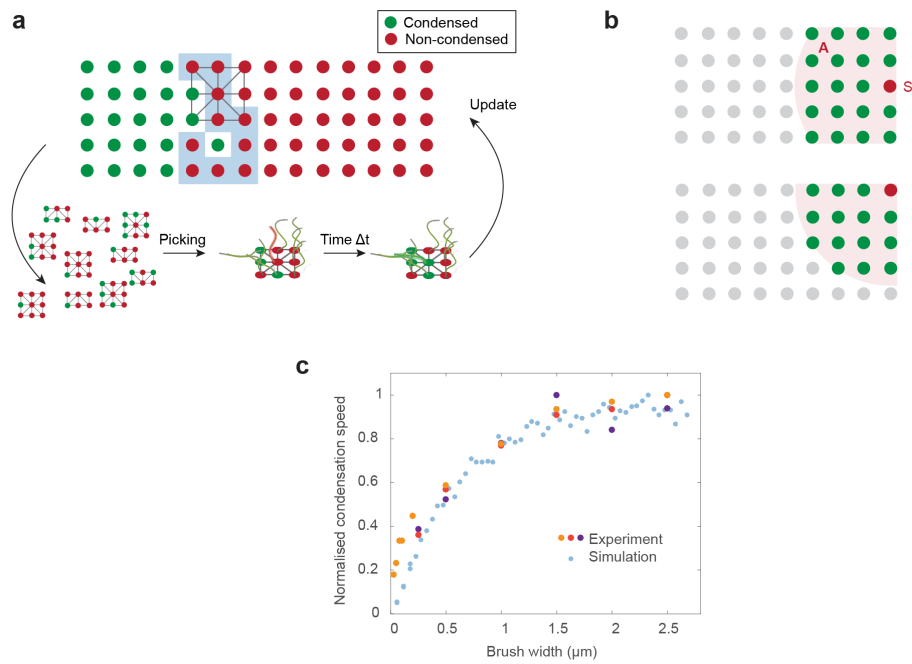 a
Condensed
Non-condensed
Update
Picking
Time Δt
b
A
S
c
Normalised condensation speed
1
0.8
0.6
0.4
0.2
0
Experiment
Simulation
0 0.5 1.0 1.5 2 2.5
Brush width (µm)